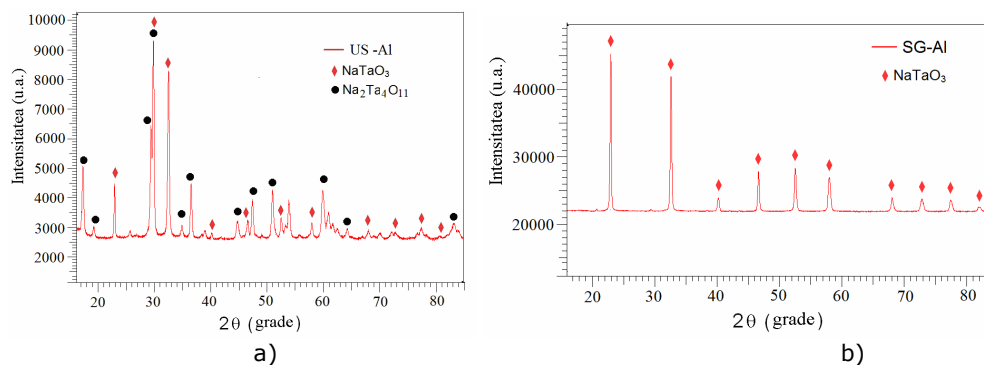 10000
9000
8000
7000
6000
5000
4000
3000
2000
Intensitatea (u.a.)
US -Al
NaTaO₃
Na₂Ta₄O₁₁
20 30 40 50 60 70 80
2θ (grade)
a)
40000
30000
20000
Intensitatea (u.a.)
SG-Al
NaTaO₃
20 30 40 50 60 70 80
2θ (grade)
b)